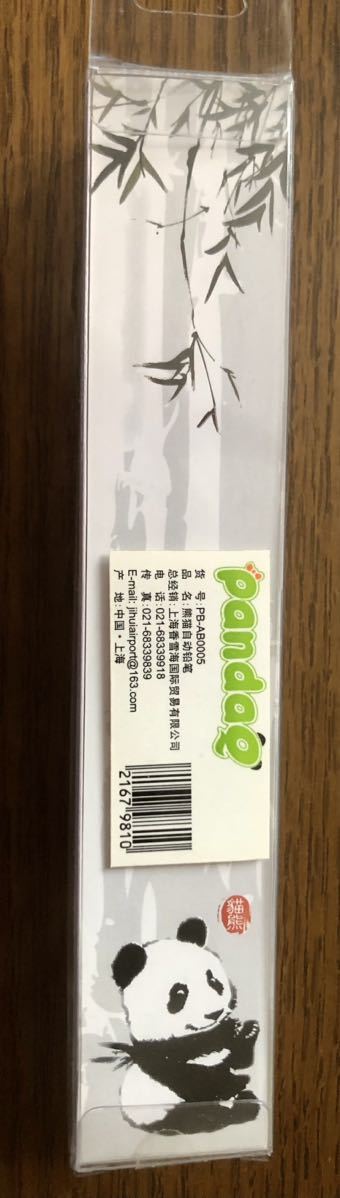 pandaq
货 号:PB-AB0005
品 名:熊猫自动铅笔
总经销:上海香雪海国际贸易有限公司
电 话:021-68339918
传 真:021-68339839
E-mail: jihuiairport@163.com
产 地:中国·上海
2167 9810
貓熊